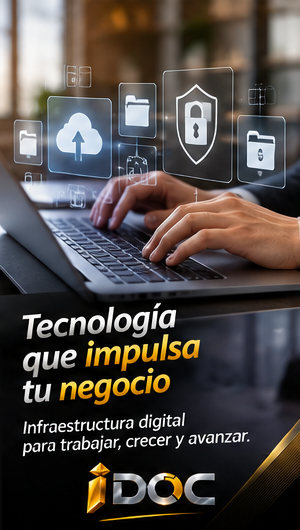 Tecnología
que impulsa
tu negocio
Infraestructura digital
para trabajar, crecer y avanzar.
iDOC